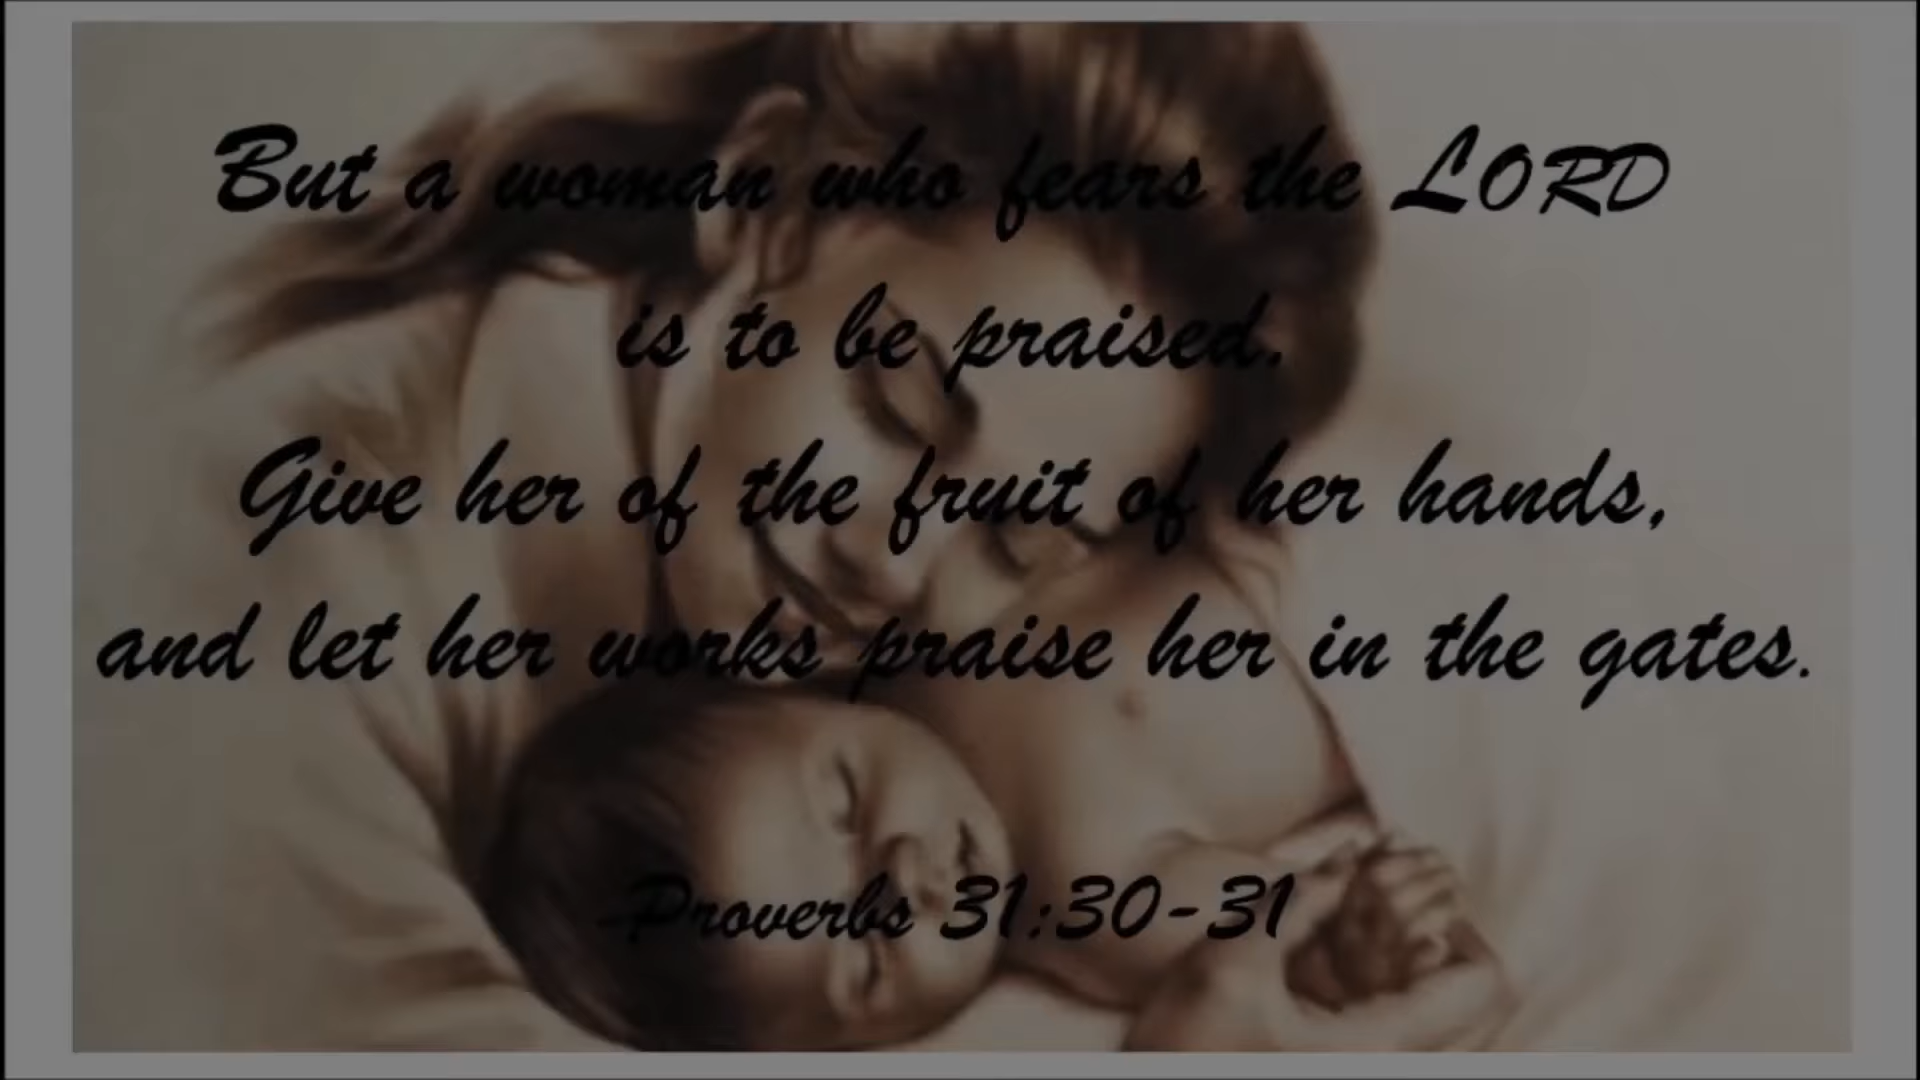 But a woman who fears the LORD
is to be praised.
Give her of the fruit of her hands,
and let her works praise her in the gates.
-Proverbs 31:30-31